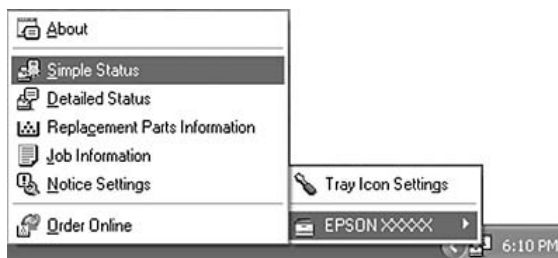 About
Simple Status
Detailed Status
Replacement Parts Information
Job Information
Notice Settings
Order Online
Tray Icon Settings
EPSON XXXXX
6:10 PM